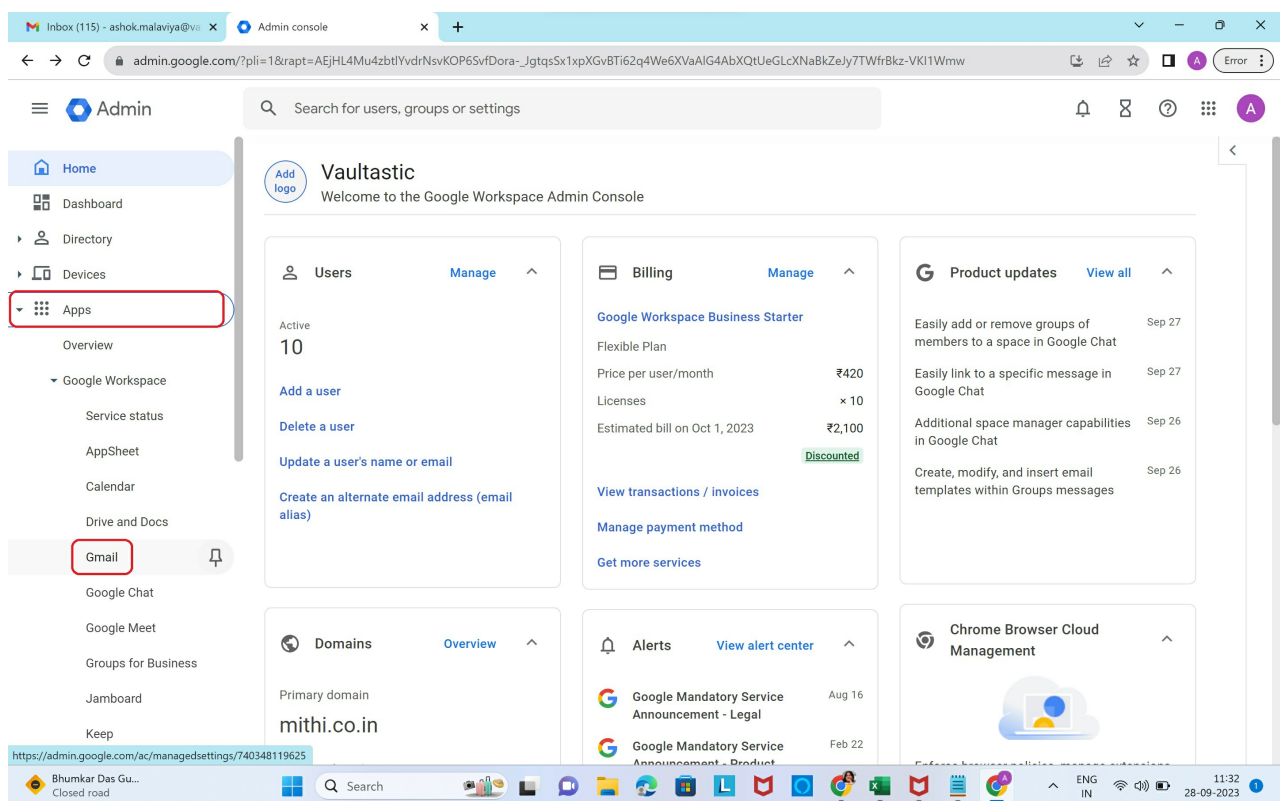 Inbox (115) - ashok.malaviya@va
Admin console
admin.google.com/?pli=1&rapt=AEjHL4Mu4zbtlYvdrNsvKOP6SvfDora-_JgtqsSx1xpXGvBTi62q4We6XVaAlG4AbXQtUeGLcXNaBkZeJy7TWfrBkz-VKI1Wmw
A
Error
Admin
Search for users, groups or settings
A
Home
Dashboard
Directory
Devices
Apps
Overview
Google Workspace
Service status
AppSheet
Calendar
Drive and Docs
Gmail
Google Chat
Google Meet
Groups for Business
Jamboard
Keep
https://admin.google.com/ac/managedsettings/740348119625
Add
logo
Vaultastic
Welcome to the Google Workspace Admin Console
Users Manage
Active
10
Add a user
Delete a user
Update a user's name or email
Create an alternate email address (email
alias)
Billing Manage
Google Workspace Business Starter
Flexible Plan
Price per user/month ₹420
Licenses × 10
Estimated bill on Oct 1, 2023 ₹2,100
Discounted
View transactions / invoices
Manage payment method
Get more services
Product updates View all
Easily add or remove groups of Sep 27
members to a space in Google Chat
Easily link to a specific message in Sep 27
Google Chat
Additional space manager capabilities Sep 26
in Google Chat
Create, modify, and insert email Sep 26
templates within Groups messages
Domains Overview
Primary domain
mithi.co.in
Alerts View alert center
Google Mandatory Service Aug 16
Announcement - Legal
Google Mandatory Service Feb 22
Announcement - Product
Chrome Browser Cloud
Management
Enforce browser policies, manage extensions
Bhumkar Das Gu...
Closed road
Search
L
ENG
IN
11:32
28-09-2023
1